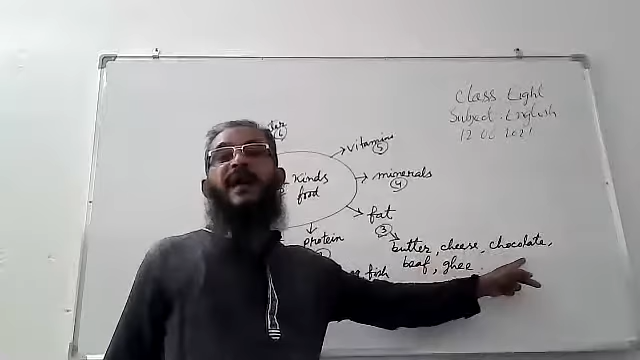 Class Eight
Subject: English
12 06 2021
vitamins
5
minerals
4
Kinds
food
fat
3
protein
butter, cheese, chocolate,
beaf, ghee
fish